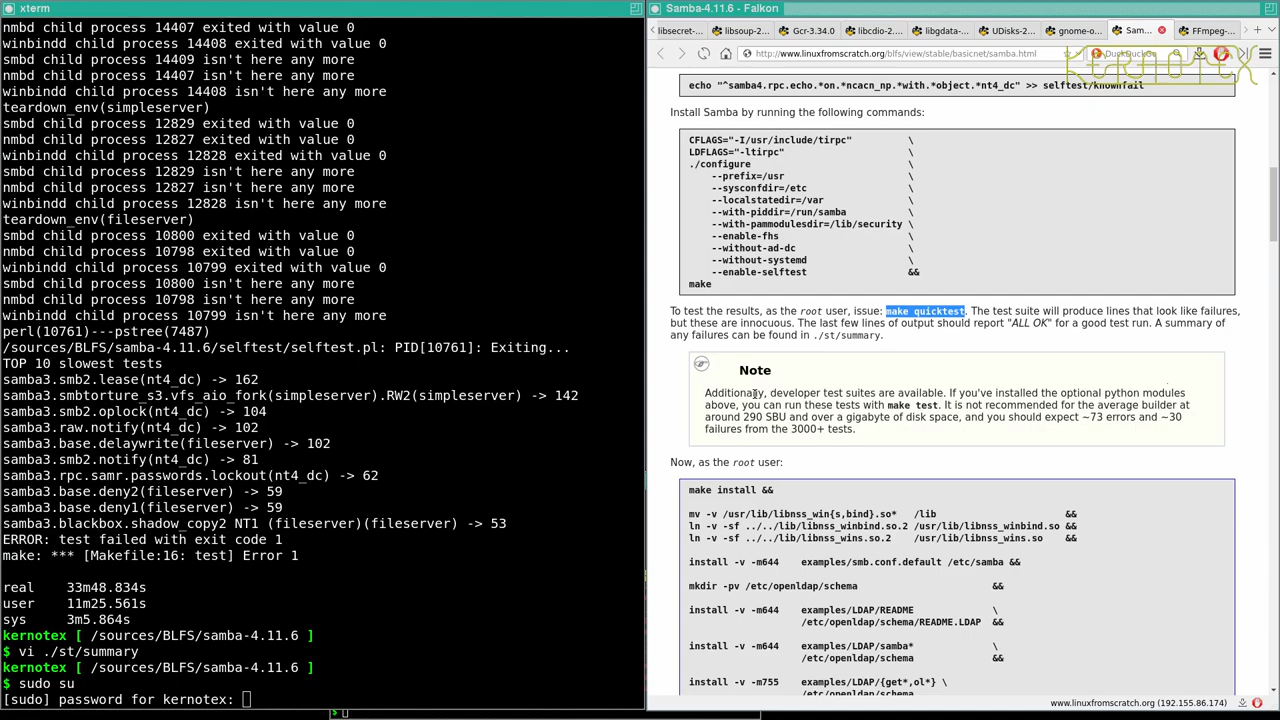 xterm
nmbd child process 14407 exited with value 0
winbindd child process 14408 exited with value 0
smbd child process 14409 isn't here any more
nmbd child process 14407 isn't here any more
winbindd child process 14408 isn't here any more
teardown_env(simpleserver)
smbd child process 12829 exited with value 0
nmbd child process 12827 exited with value 0
winbindd child process 12828 exited with value 0
smbd child process 12829 isn't here any more
nmbd child process 12827 isn't here any more
winbindd child process 12828 isn't here any more
teardown_env(fileserver)
smbd child process 10800 exited with value 0
nmbd child process 10798 exited with value 0
winbindd child process 10799 exited with value 0
smbd child process 10800 isn't here any more
nmbd child process 10798 isn't here any more
winbindd child process 10799 isn't here any more
perl(10761)---pstree(7487)
/sources/BLFS/samba-4.11.6/selftest/selftest.pl: PID[10761]: Exiting...
TOP 10 slowest tests
samba3.smb2.lease(nt4_dc) -> 162
samba3.smbtorture_s3.vfs_aio_fork(simpleserver).RW2(simpleserver) -> 142
samba3.smb2.oplock(nt4_dc) -> 104
samba3.raw.notify(nt4_dc) -> 102
samba3.base.delaywrite(fileserver) -> 102
samba3.smb2.notify(nt4_dc) -> 81
samba3.rpc.samr.passwords.lockout(nt4_dc) -> 62
samba3.base.deny2(fileserver) -> 59
samba3.base.deny1(fileserver) -> 59
samba3.blackbox.shadow_copy2 NT1 (fileserver)(fileserver) -> 53
ERROR: test failed with exit code 1
make: *** [Makefile:16: test] Error 1
real 33m48.834s
user 11m25.561s
sys 3m5.864s
kernotex [ /sources/BLFS/samba-4.11.6 ]
$ vi ./st/summary
kernotex [ /sources/BLFS/samba-4.11.6 ]
$ sudo su
[sudo] password for kernotex:
$
Samba-4.11.6 - Falkon
libsecret-... libsoup-2... Gcr-3.34.0 libcdio-2... libgdata-... UDisks-2... gnome-o... Sam... FFmpeg-...
http://www.linuxfromscratch.org/blfs/view/stable/basicnet/samba.html DuckDuckGo
KERNOTEX
echo "^samba4.rpc.echo.*on.*ncacn_np.*with.*object.*nt4_dc" >> selftest/knownfail
Install Samba by running the following commands:
CFLAGS="-I/usr/include/tirpc" \
LDFLAGS="-ltirpc" \
./configure \
--prefix=/usr \
--sysconfdir=/etc \
--localstatedir=/var \
--with-piddir=/run/samba \
--with-pammodulesdir=/lib/security \
--enable-fhs \
--without-ad-dc \
--without-systemd \
--enable-selftest &&
make
To test the results, as the root user, issue: make quicktest. The test suite will produce lines that look like failures,
but these are innocuous. The last few lines of output should report "ALL OK" for a good test run. A summary of
any failures can be found in ./st/summary.
Note
Additionaly, developer test suites are available. If you've installed the optional python modules
above, you can run these tests with make test. It is not recommended for the average builder at
around 290 SBU and over a gigabyte of disk space, and you should expect ~73 errors and ~30
failures from the 3000+ tests.
Now, as the root user:
make install &&
mv -v /usr/lib/libnss_win{s,bind}.so* /lib &&
ln -v -sf ../../lib/libnss_winbind.so.2 /usr/lib/libnss_winbind.so &&
ln -v -sf ../../lib/libnss_wins.so.2 /usr/lib/libnss_wins.so &&
install -v -m644 examples/smb.conf.default /etc/samba &&
mkdir -pv /etc/openldap/schema &&
install -v -m644 examples/LDAP/README \
/etc/openldap/schema/README.LDAP &&
install -v -m644 examples/LDAP/samba* \
/etc/openldap/schema &&
install -v -m755 examples/LDAP/{get*,ol*} \
/etc/openldap/schema
www.linuxfromscratch.org (192.155.86.174)